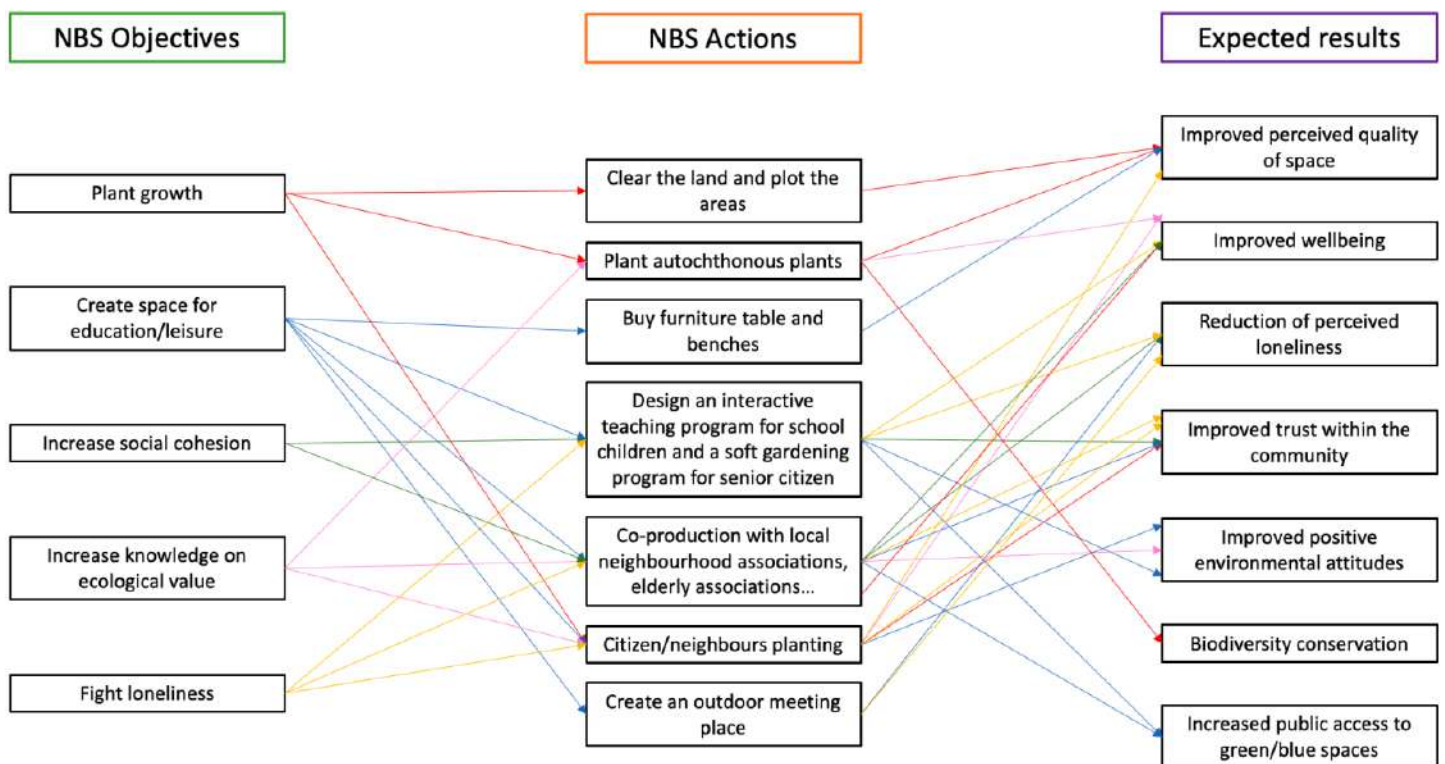 NBS Objectives
NBS Actions
Expected results
Plant growth
Create space for
education/leisure
Increase social cohesion
Increase knowledge on
ecological value
Fight loneliness
Clear the land and plot the
areas
Plant autochthonous plants
Buy furniture table and
benches
Design an interactive
teaching program for school
children and a soft gardening
program for senior citizen
Co-production with local
neighbourhood associations,
elderly associations...
Citizen/neighbours planting
Create an outdoor meeting
place
Improved perceived quality
of space
Improved wellbeing
Reduction of perceived
loneliness
Improved trust within the
community
Improved positive
environmental attitudes
Biodiversity conservation
Increased public access to
green/blue spaces